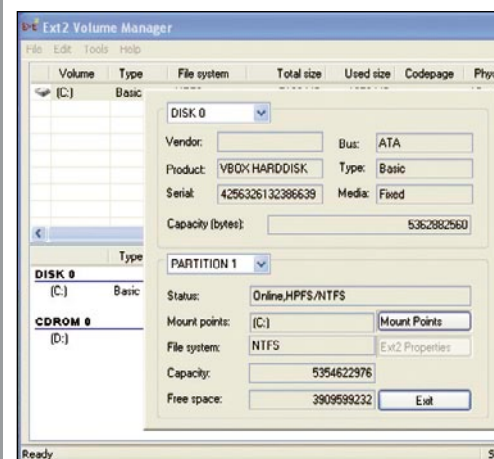 Ext2 Volume Manager
File Edit Tools Help
Volume Type File system Total size Used size Codepage Phy
(C:) Basic
DISK 0
Vendor: Bus: ATA
Product: VBOX HARDDISK Type: Basic
Serial: 4256326132386639 Media: Fixed
Capacity (bytes): 5362882560
Type
DISK 0
(C:) Basic
CDROM 0
(D:)
PARTITION 1
Status: Online,HPFS/NTFS
Mount points: (C:) Mount Points
File system: NTFS Ext2 Properties
Capacity: 5354622976
Free space: 3909599232 Exit
Ready